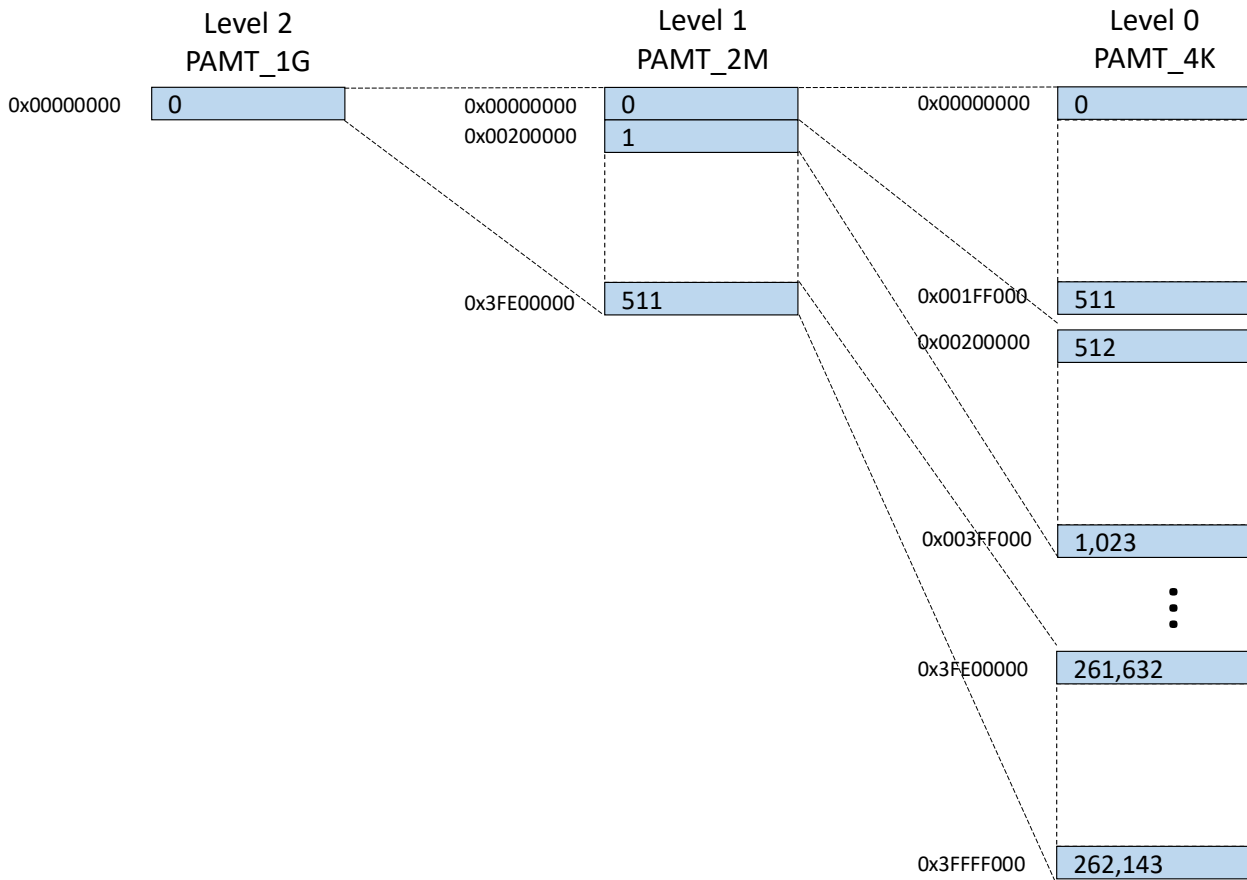 Level 2
PAMT_1G
Level 1
PAMT_2M
Level 0
PAMT_4K
0x00000000
0
0x00000000
0
0x00200000
1
0x3FE00000
511
0x00000000
0
0x001FF000
511
0x00200000
512
0x003FF000
1,023
0x3FE00000
261,632
0x3FFFF000
262,143